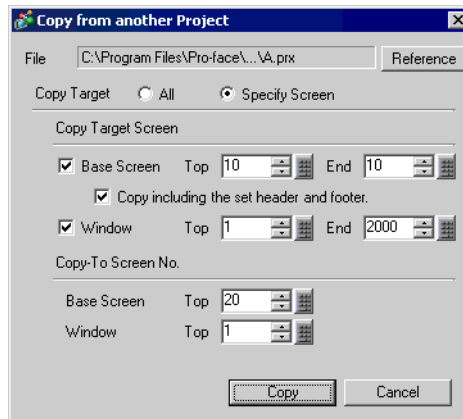 Copy from another Project
File C:\Program Files\Pro-face\...\A.prx Reference
Copy Target All Specify Screen
Copy Target Screen
Base Screen Top 10 End 10
Copy including the set header and footer.
Window Top 1 End 2000
Copy-To Screen No.
Base Screen Top 20
Window Top 1
Copy Cancel